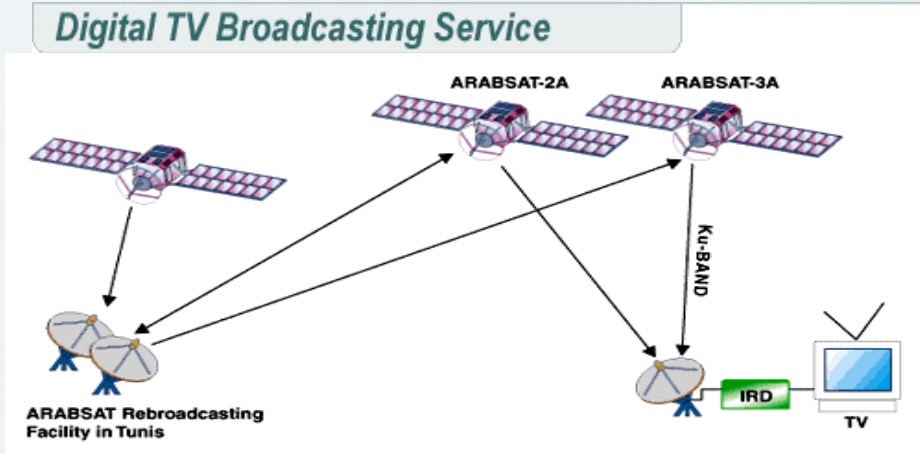 Digital TV Broadcasting Service
ARABSAT-2A
ARABSAT-3A
Ku-BAND
ARABSAT Rebroadcasting
Facility in Tunis
IRD
TV